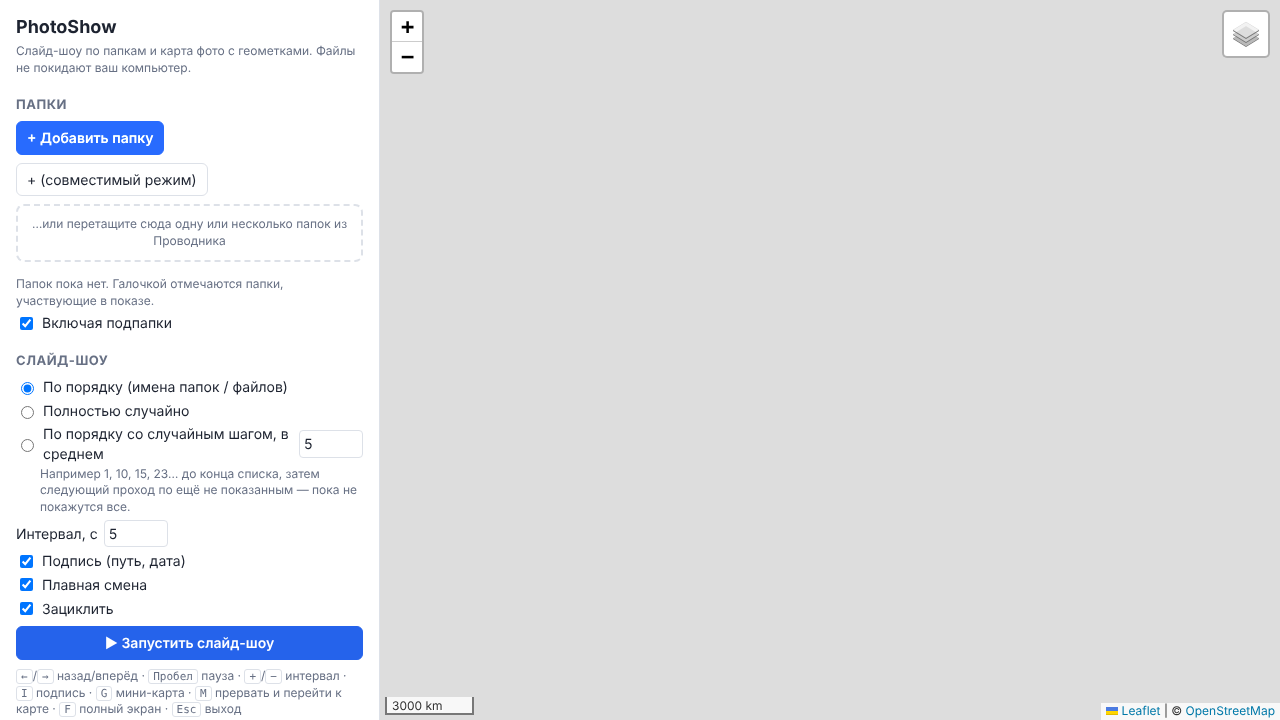 PhotoShow
Слайд-шоу по папкам и карта фото с геометками. Файлы
не покидают ваш компьютер.
ПАПКИ
+ Добавить папку
+ (совместимый режим)
...или перетащите сюда одну или несколько папок из
Проводника
Папок пока нет. Галочкой отмечаются папки,
участвующие в показе.
Включая подпапки
СЛАЙД-ШОУ
По порядку (имена папок / файлов)
Полностью случайно
По порядку со случайным шагом, в
среднем
5
Например 1, 10, 15, 23… до конца списка, затем
следующий проход по ещё не показанным — пока не
покажутся все.
Интервал, с 5
Подпись (путь, дата)
Плавная смена
Зациклить
▶ Запустить слайд-шоу
←/→ назад/вперёд · Пробел пауза · +/− интервал ·
I подпись · G мини-карта · M прервать и перейти к
карте · F полный экран · Esc выход
+
−
3000 km
Leaflet | © OpenStreetMap